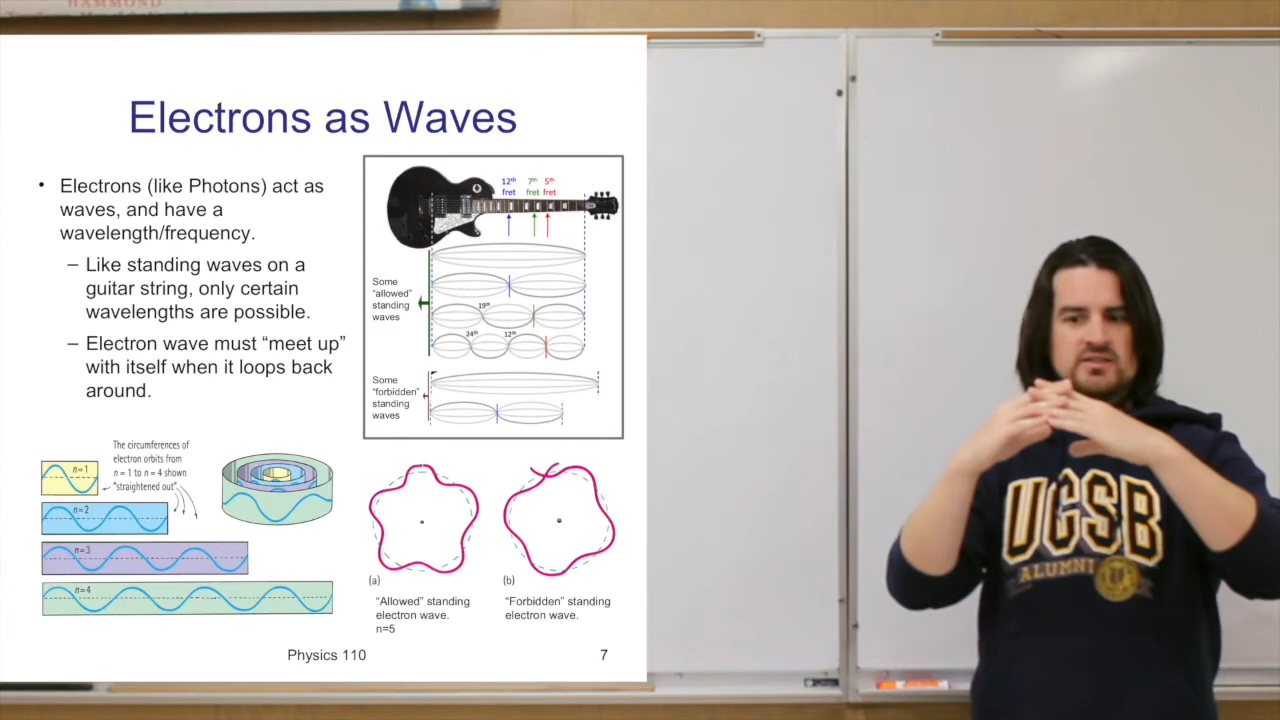 HAMMOND
Electrons as Waves
• Electrons (like Photons) act as
waves, and have a
wavelength/frequency.
– Like standing waves on a
guitar string, only certain
wavelengths are possible.
– Electron wave must “meet up”
with itself when it loops back
around.
12th
fret
7th
fret
5th
fret
Some
“allowed”
standing
waves
19th
24th
12th
Some
“forbidden”
standing
waves
The circumferences of
electron orbits from
n = 1 to n = 4 shown
“straightened out”
n=1
n=2
n=3
n=4
(a)
“Allowed” standing
electron wave.
n=5
(b)
“Forbidden” standing
electron wave.
Physics 110
7
UCSB
ALUMNI